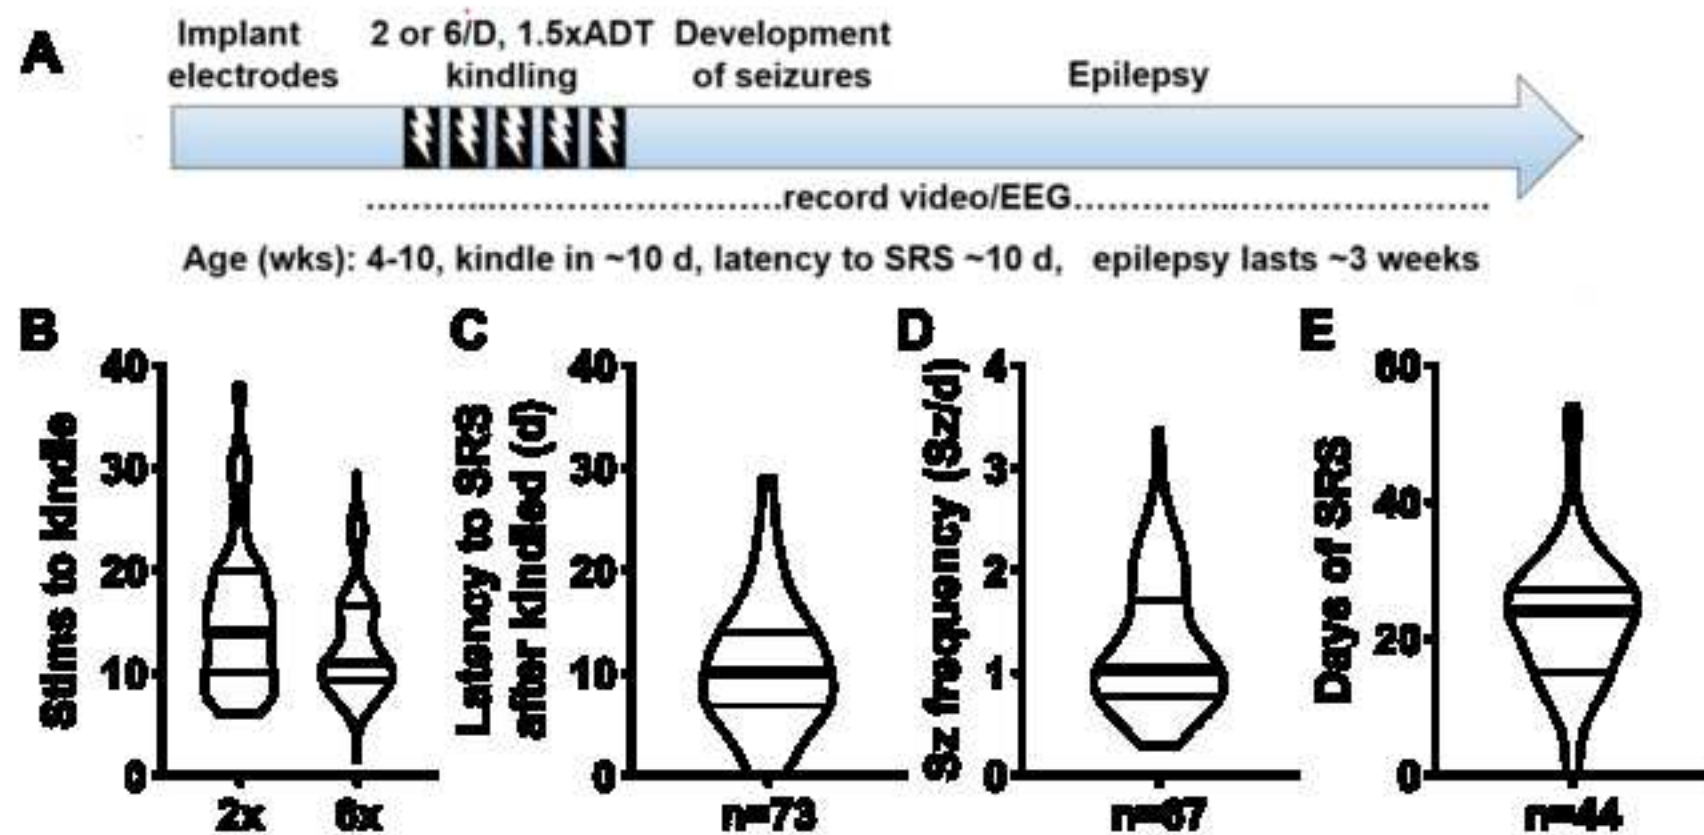 A
Implant
electrodes
2 or 6/D, 1.5xADT
kindling
Development
of seizures
Epilepsy
.......................................record video/EEG.......................................
Age (wks): 4-10, kindle in ~10 d, latency to SRS ~10 d, epilepsy lasts ~3 weeks
B
Stims to kindle
40
30
20
10
0
2x
6x
C
Latency to SRS
after kindled (d)
40
30
20
10
0
n=73
D
Sz frequency (Sz/d)
4
3
2
1
0
n=67
E
Days of SRS
60
40
20
0
n=44